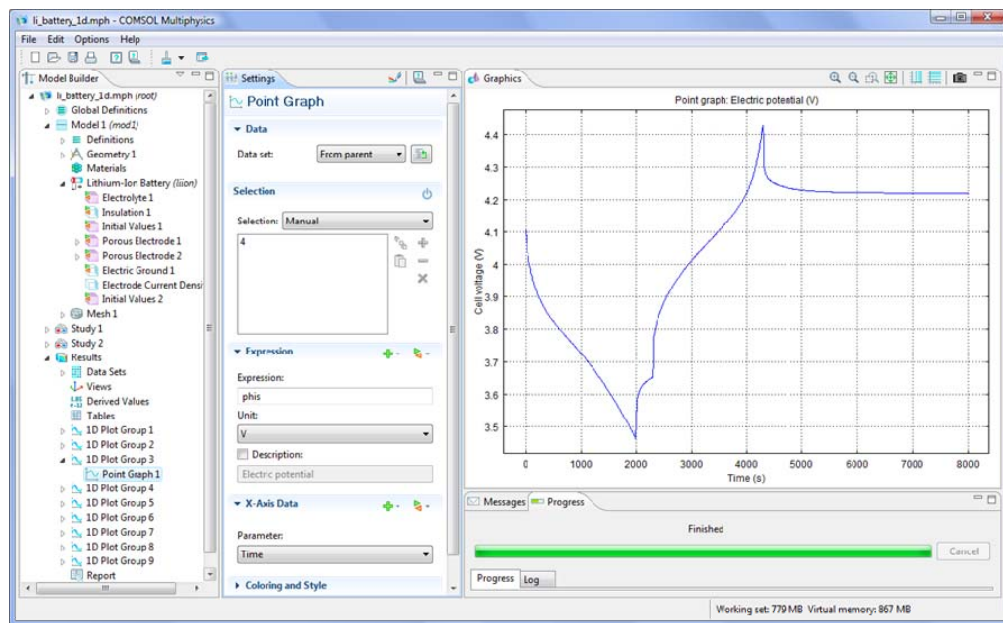 li_battery_1d.mph - COMSOL Multiphysics
File Edit Options Help
Model Builder
li_battery_1d.mph (root)
Global Definitions
Model 1 (mod1)
Definitions
Geometry 1
Materials
Lithium-Ion Battery (liion)
Electrolyte 1
Insulation 1
Initial Values 1
Porous Electrode 1
Porous Electrode 2
Electric Ground 1
Electrode Current Densi
Initial Values 2
Mesh 1
Study 1
Study 2
Results
Data Sets
Views
Derived Values
Tables
1D Plot Group 1
1D Plot Group 2
1D Plot Group 3
Point Graph 1
1D Plot Group 4
1D Plot Group 5
1D Plot Group 6
1D Plot Group 7
1D Plot Group 8
1D Plot Group 9
Report
Settings
Point Graph
Data
Data set: From parent
Selection
Selection: Manual
4
Expression
Expression:
phis
Unit:
V
Description:
Electric potential
X-Axis Data
Parameter:
Time
Coloring and Style
Graphics
Point graph: Electric potential (V)
4.4
4.3
4.2
4.1
4
3.9
3.8
3.7
3.6
3.5
Cell voltage (V)
0 1000 2000 3000 4000 5000 6000 7000 8000
Time (s)
Messages Progress
Finished
Cancel
Progress Log
Working set: 779 MB Virtual memory: 867 MB